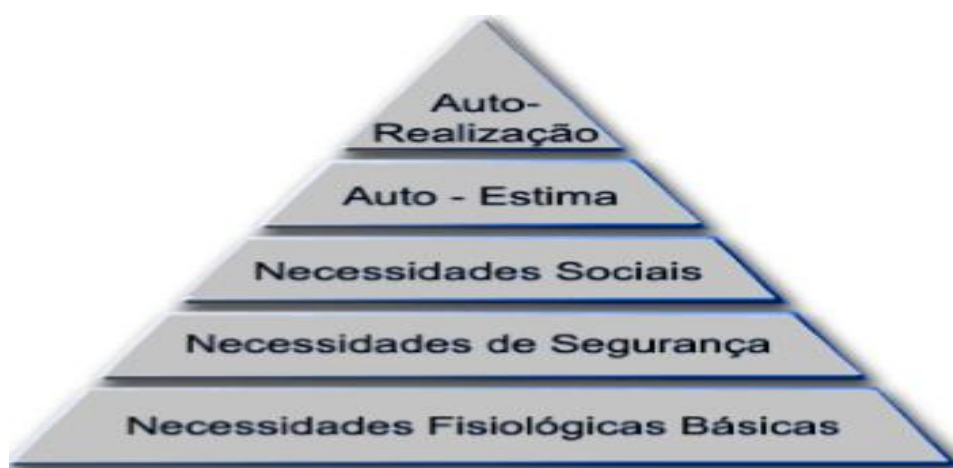 Auto-
Realização
Auto - Estima
Necessidades Sociais
Necessidades de Segurança
Necessidades Fisiológicas Básicas